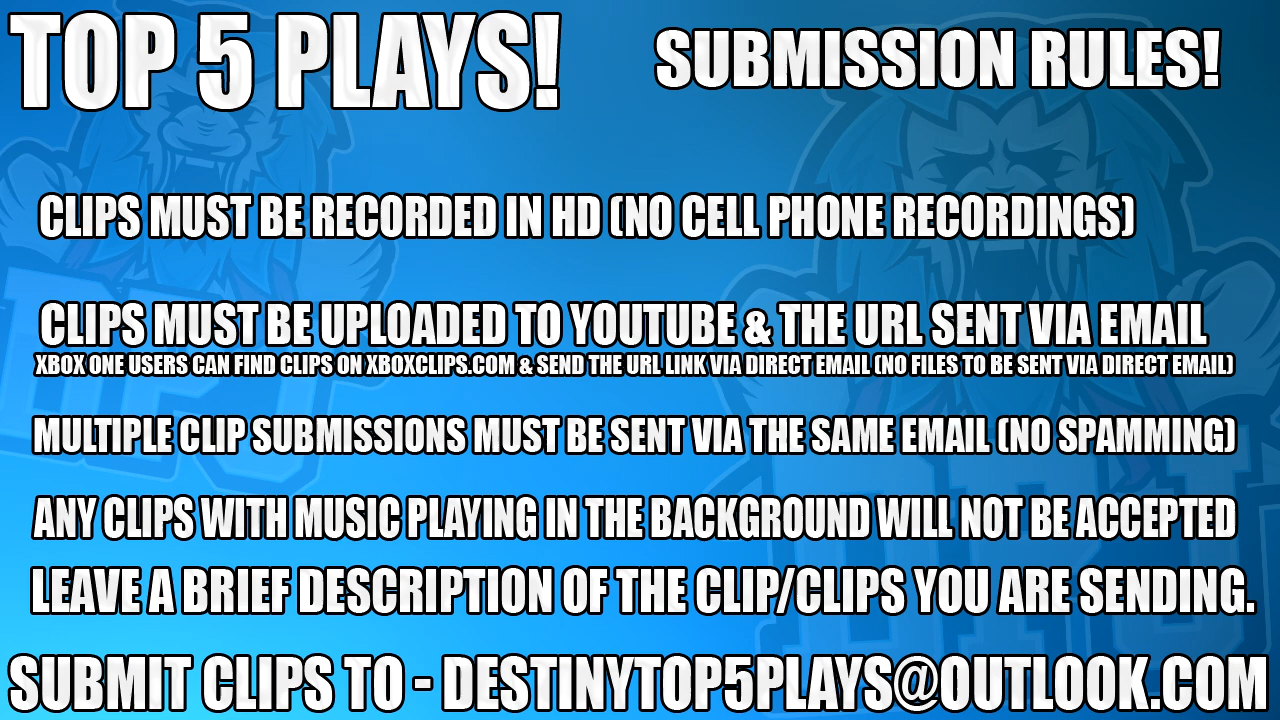 TOP 5 PLAYS!
SUBMISSION RULES!
CLIPS MUST BE RECORDED IN HD (NO CELL PHONE RECORDINGS)
CLIPS MUST BE UPLOADED TO YOUTUBE & THE URL SENT VIA EMAIL
XBOX ONE USERS CAN FIND CLIPS ON XBOXCLIPS.COM & SEND THE URL LINK VIA DIRECT EMAIL (NO FILES TO BE SENT VIA DIRECT EMAIL)
MULTIPLE CLIP SUBMISSIONS MUST BE SENT VIA THE SAME EMAIL (NO SPAMMING)
ANY CLIPS WITH MUSIC PLAYING IN THE BACKGROUND WILL NOT BE ACCEPTED
LEAVE A BRIEF DESCRIPTION OF THE CLIP/CLIPS YOU ARE SENDING.
SUBMIT CLIPS TO - DESTINYTOP5PLAYS@OUTLOOK.COM